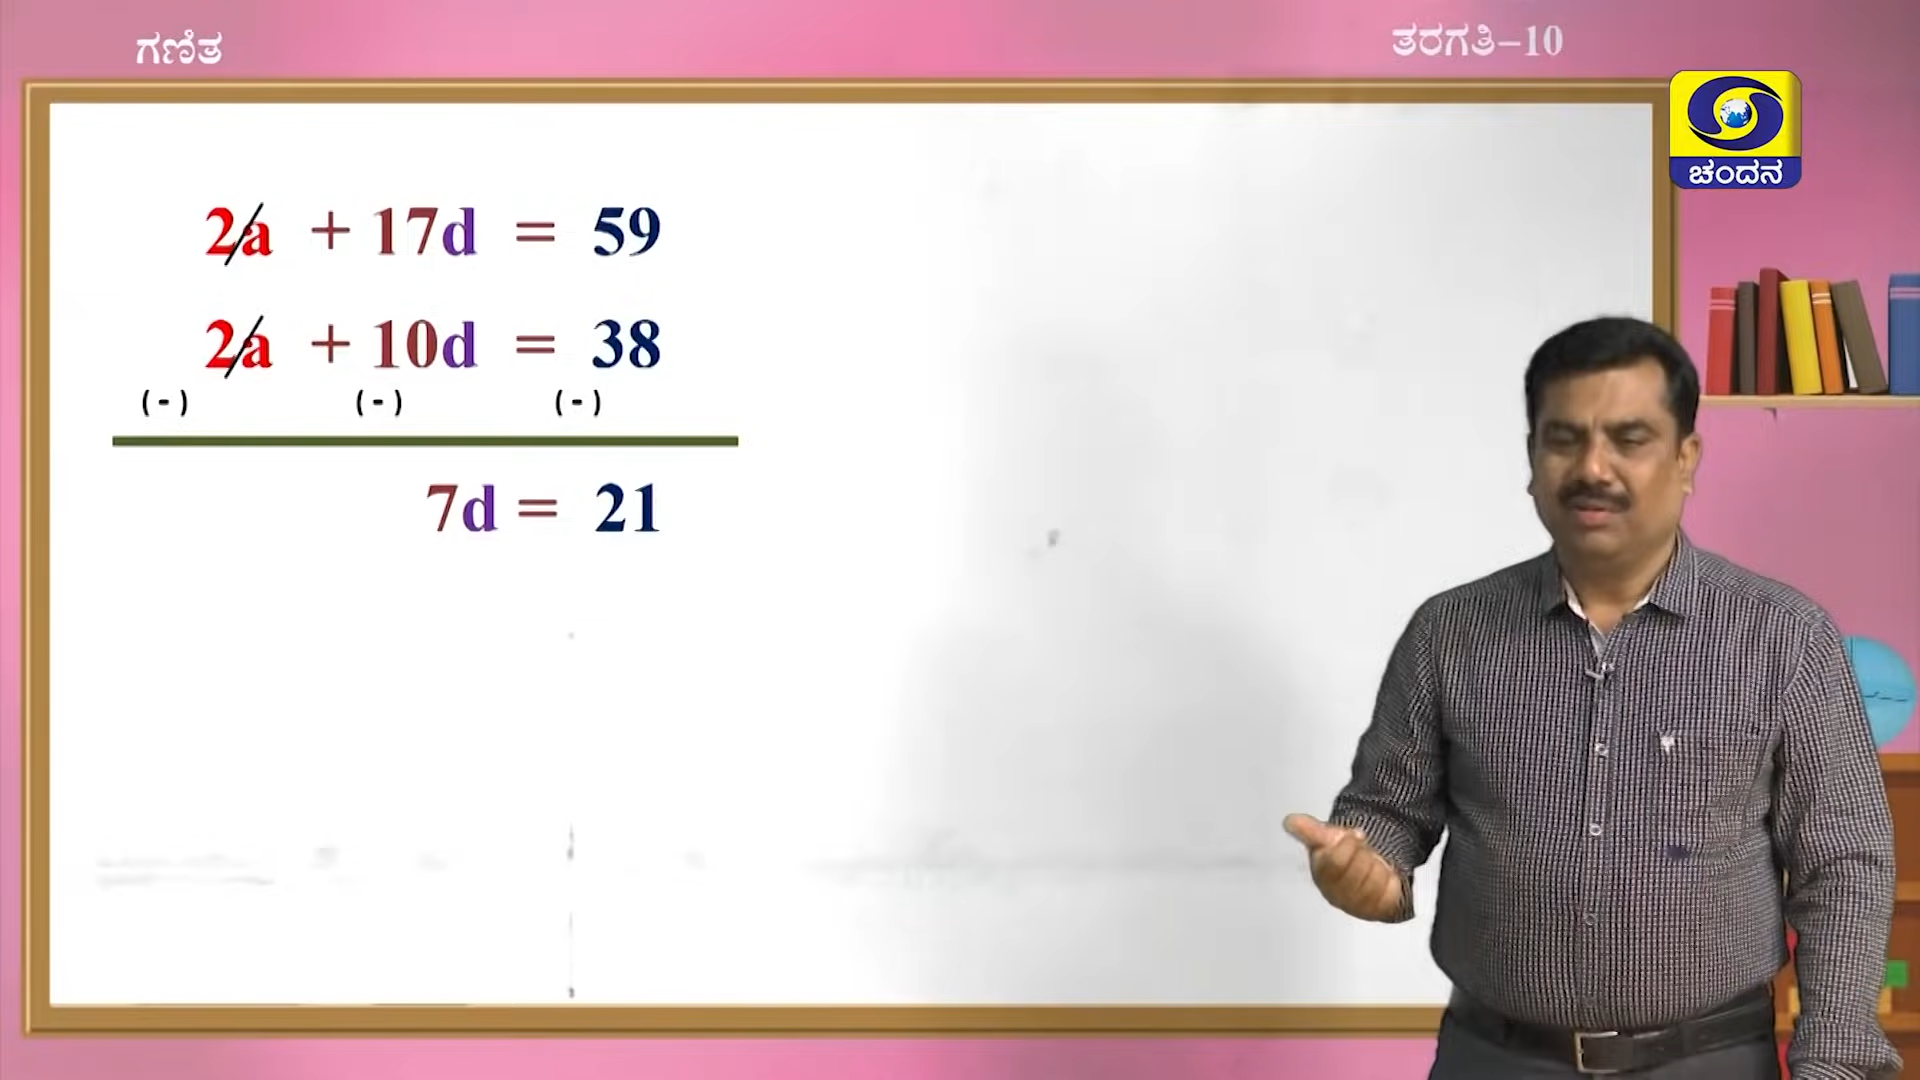 ಗಣಿತ
ತರಗತಿ–10
ಚಂದನ
2a + 17d = 59
2a + 10d = 38
(-) (-) (-)
7d = 21